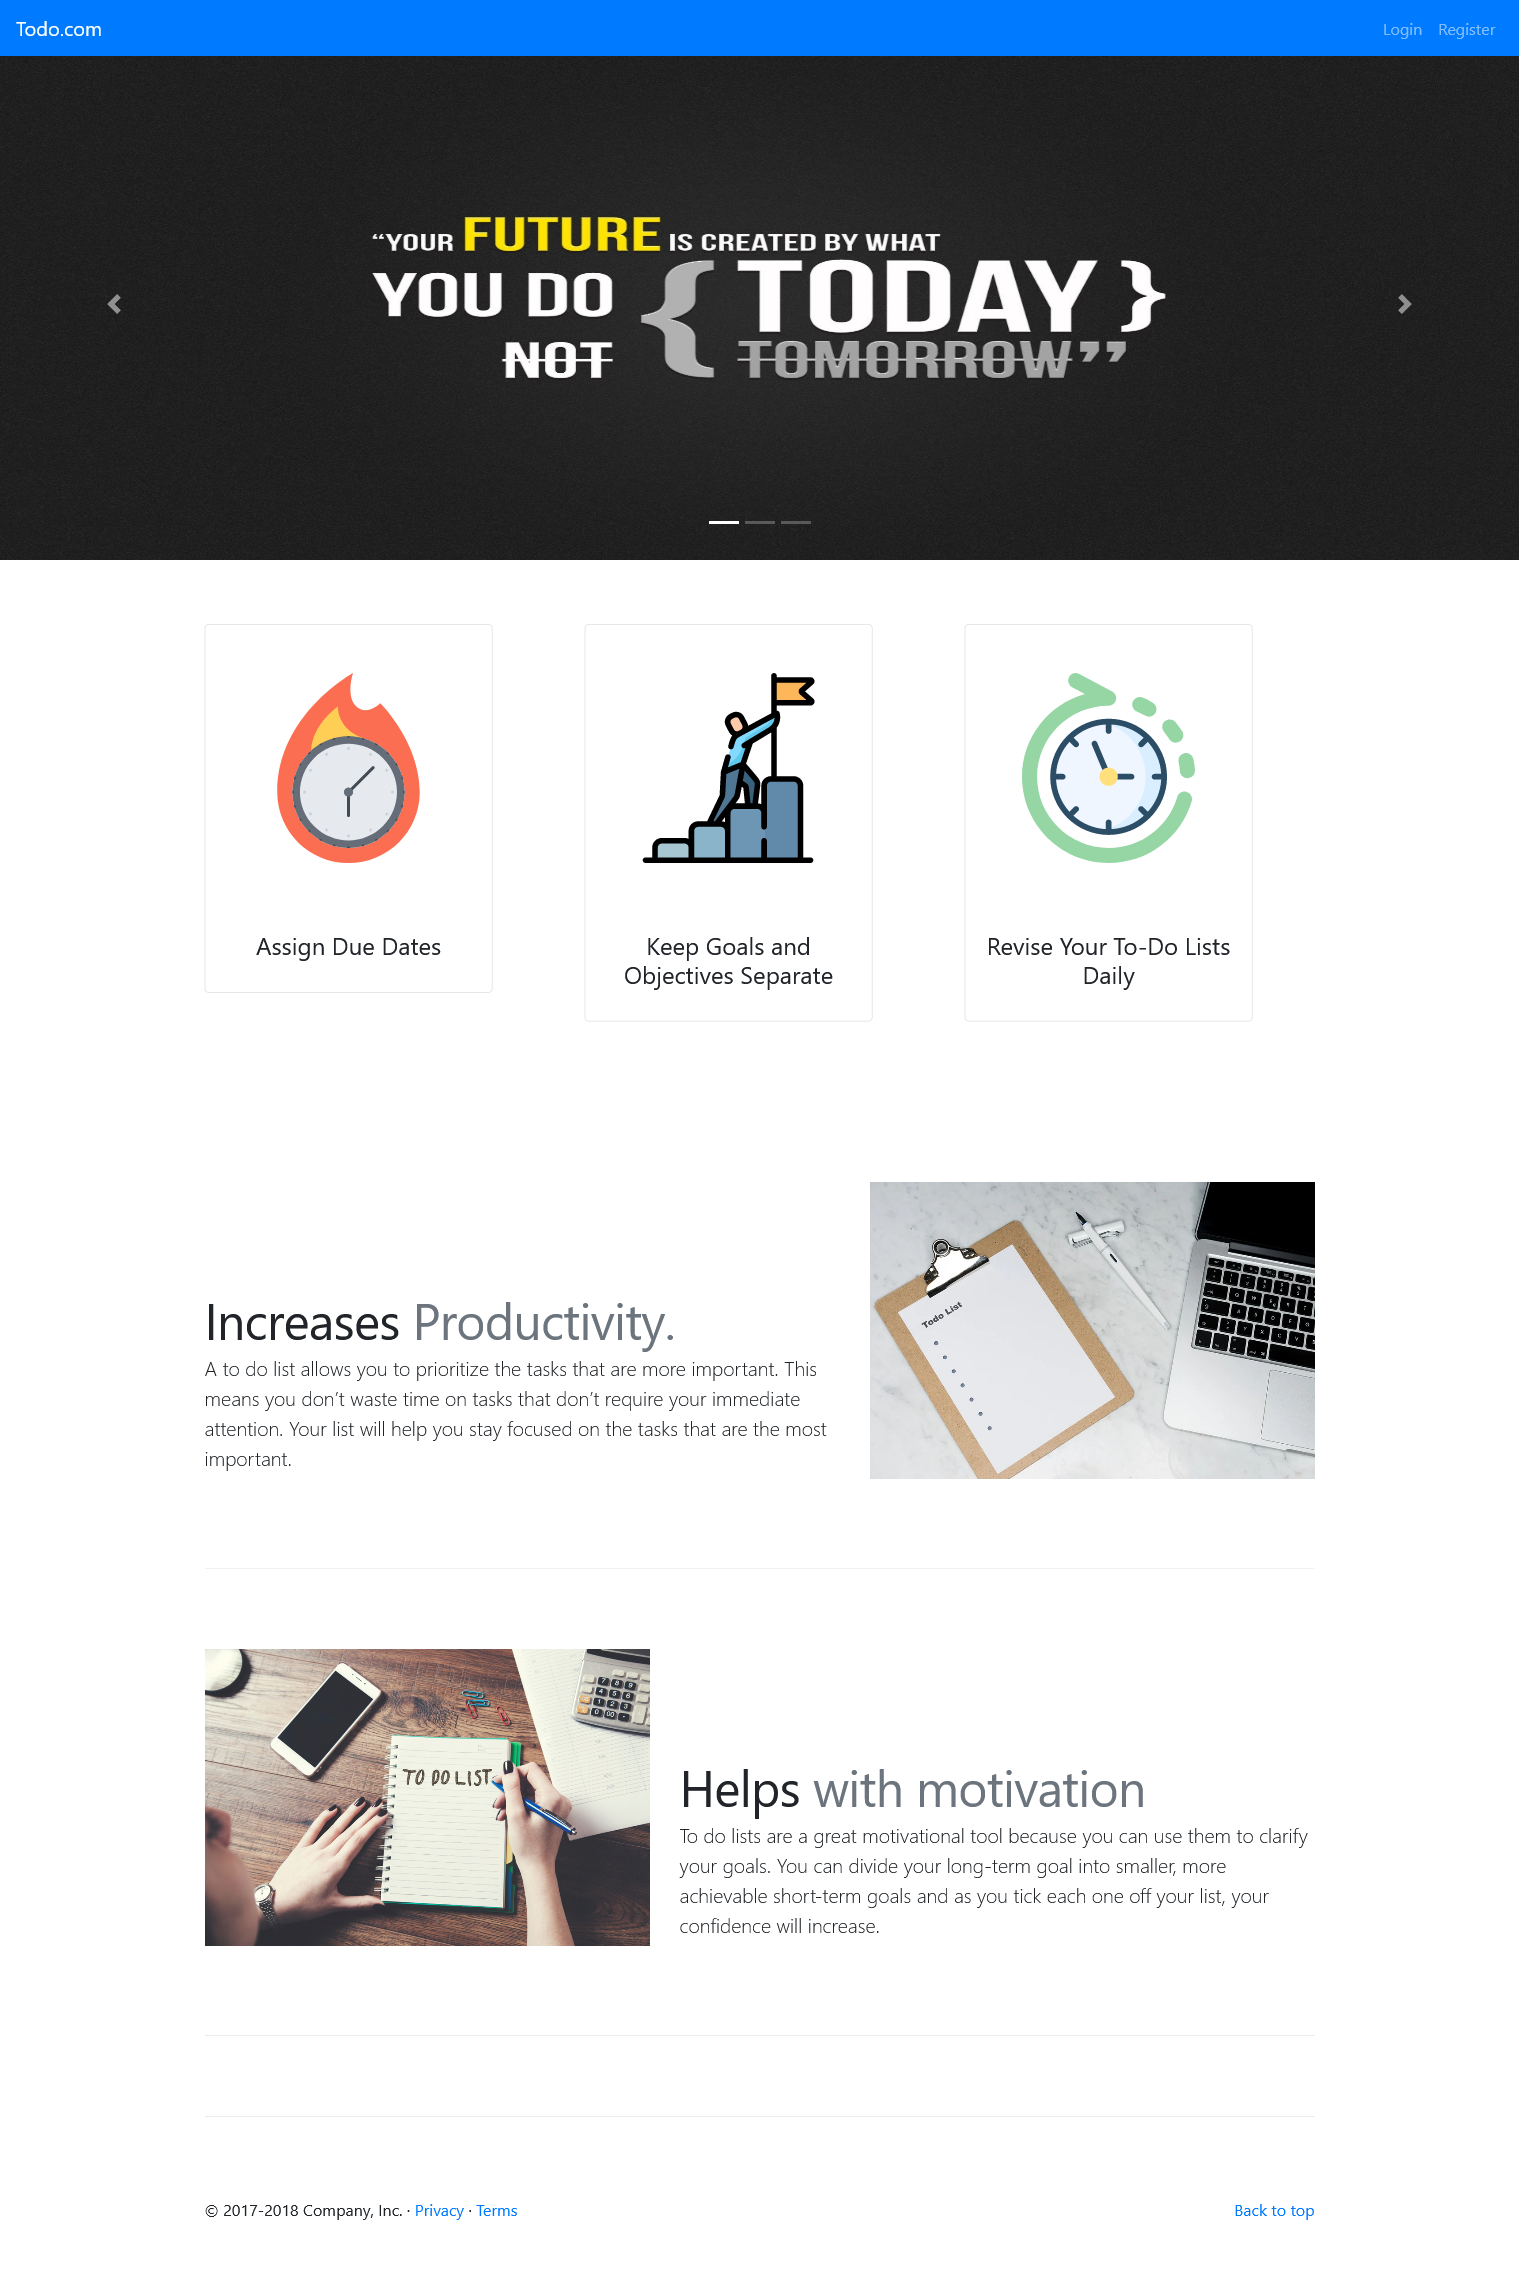 Todo.com
Login Register
“YOUR FUTURE IS CREATED BY WHAT
YOU DO { TODAY }
NOT TOMORROW”
Assign Due Dates
Keep Goals and
Objectives Separate
Revise Your To-Do Lists
Daily
Todo List
Increases Productivity.
A to do list allows you to prioritize the tasks that are more important. This
means you don’t waste time on tasks that don’t require your immediate
attention. Your list will help you stay focused on the tasks that are the most
important.
TO DO LIST
Helps with motivation
To do lists are a great motivational tool because you can use them to clarify
your goals. You can divide your long-term goal into smaller, more
achievable short-term goals and as you tick each one off your list, your
confidence will increase.
© 2017-2018 Company, Inc. · Privacy · Terms
Back to top